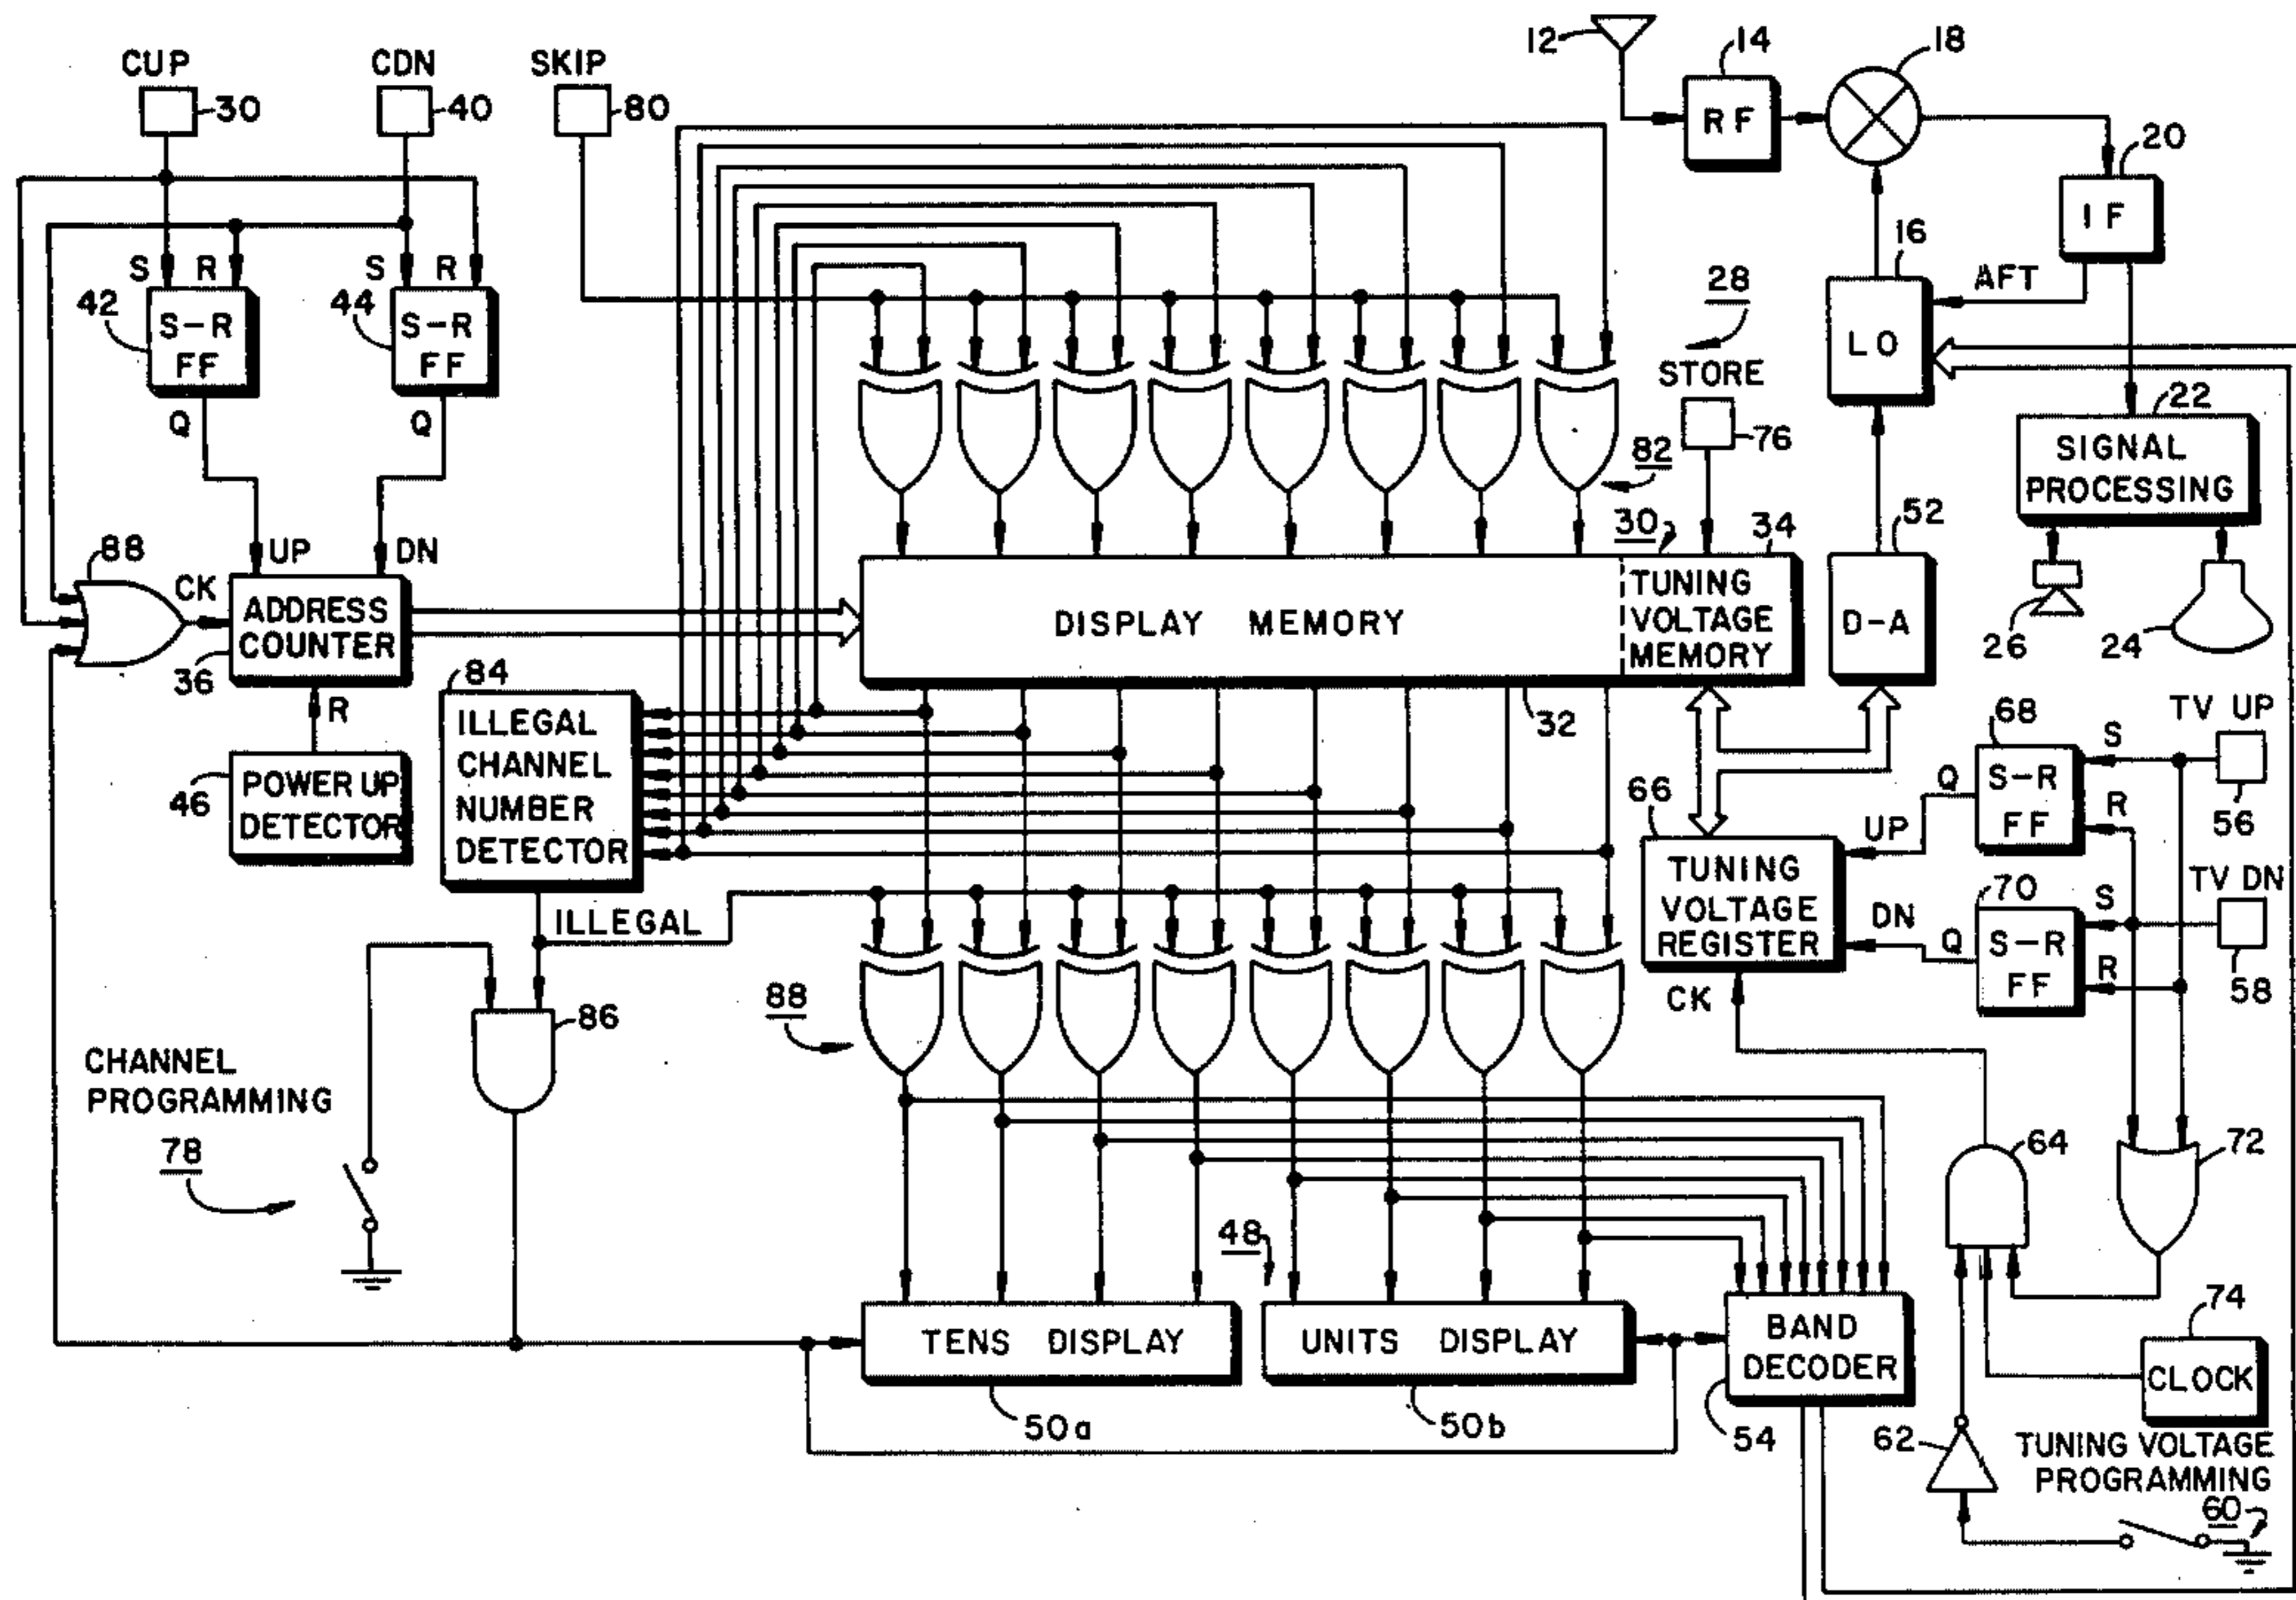 CUP
30
CDN
40
SKIP
80
12
14
RF
18
20
IF
16
AFT
LO
28
STORE
76
22
SIGNAL
PROCESSING
S
R
S
R
42
S-R
FF
44
S-R
FF
Q
Q
82
52
26
24
88
CK
UP
DN
ADDRESS
COUNTER
36
R
46
POWER UP
DETECTOR
30
34
DISPLAY MEMORY
TUNING
VOLTAGE
MEMORY
D-A
32
84
ILLEGAL
CHANNEL
NUMBER
DETECTOR
ILLEGAL
68
TV UP
S
Q
S-R
FF
R
56
66
UP
TUNING
VOLTAGE
REGISTER
DN
CK
70
TV DN
S
Q
S-R
FF
R
58
86
88
CHANNEL
PROGRAMMING
78
64
72
48
TENS DISPLAY
50a
UNITS DISPLAY
50b
BAND
DECODER
54
74
CLOCK
62
TUNING VOLTAGE
PROGRAMMING
60